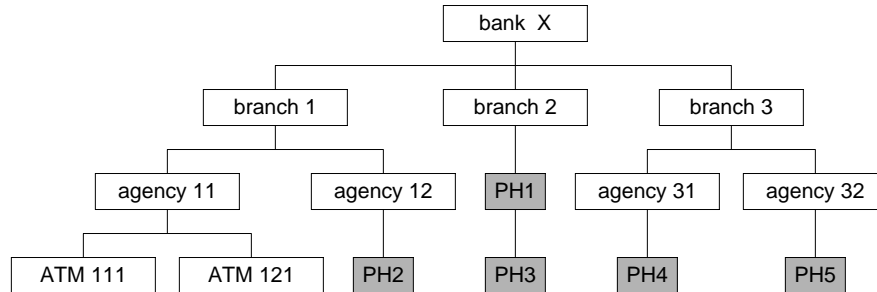 bank X
branch 1
branch 2
branch 3
agency 11
agency 12
PH1
agency 31
agency 32
ATM 111
ATM 121
PH2
PH3
PH4
PH5